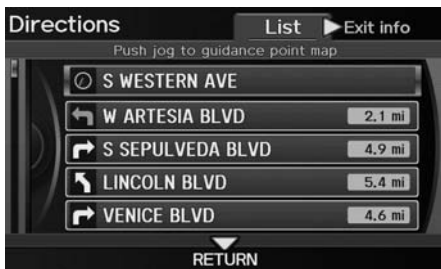 Directions List Exit info
Push jog to guidance point map
S WESTERN AVE
W ARTESIA BLVD 2.1 mi
S SEPULVEDA BLVD 4.9 mi
LINCOLN BLVD 5.4 mi
VENICE BLVD 4.6 mi
RETURN